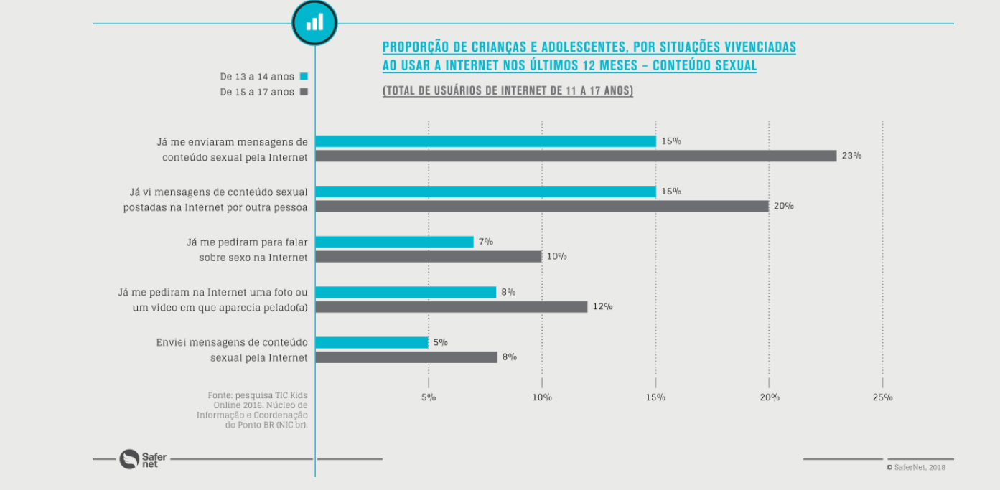 PROPORÇÃO DE CRIANÇAS E ADOLESCENTES, POR SITUAÇÕES VIVENCIADAS
AO USAR A INTERNET NOS ÚLTIMOS 12 MESES – CONTEÚDO SEXUAL
(TOTAL DE USUÁRIOS DE INTERNET DE 11 A 17 ANOS)
De 13 a 14 anos
De 15 a 17 anos
Já me enviaram mensagens de
conteúdo sexual pela Internet
15%
23%
Já vi mensagens de conteúdo sexual
postadas na Internet por outra pessoa
15%
20%
Já me pediram para falar
sobre sexo na Internet
7%
10%
Já me pediram na Internet uma foto ou
um vídeo em que aparecia pelado(a)
8%
12%
Enviei mensagens de conteúdo
sexual pela Internet
5%
8%
5% 10% 15% 20% 25%
Fonte: pesquisa TIC Kids
Online 2016. Núcleo de
Informação e Coordenação
do Ponto BR (NIC.br).
Safer
net
© SaferNet, 2018